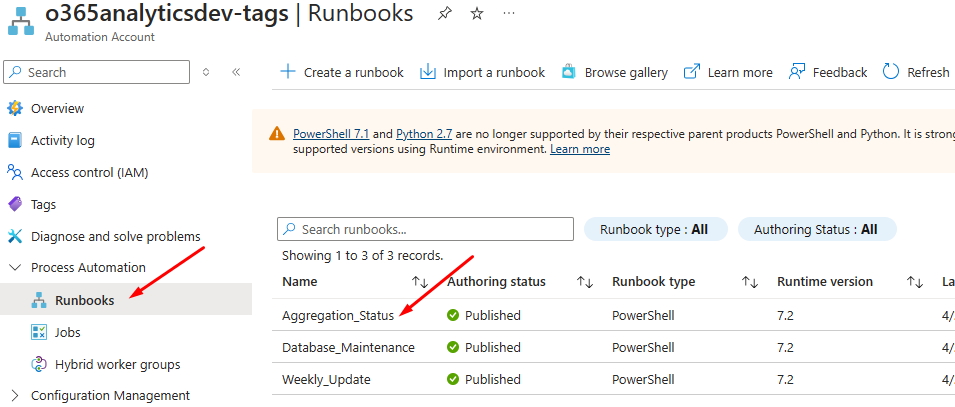 o365analyticsdev-tags | Runbooks
Automation Account
Search
Create a runbook Import a runbook Browse gallery Learn more Feedback Refresh
Overview
Activity log
Access control (IAM)
Tags
Diagnose and solve problems
Process Automation
Runbooks
Jobs
Hybrid worker groups
Configuration Management
PowerShell 7.1 and Python 2.7 are no longer supported by their respective parent products PowerShell and Python. It is stron
supported versions using Runtime environment. Learn more
Search runbooks... Runbook type : All Authoring Status : All
Showing 1 to 3 of 3 records.
Name Authoring status Runbook type Runtime version La
Aggregation_Status Published PowerShell 7.2 4/
Database_Maintenance Published PowerShell 7.2 4/
Weekly_Update Published PowerShell 7.2 4/